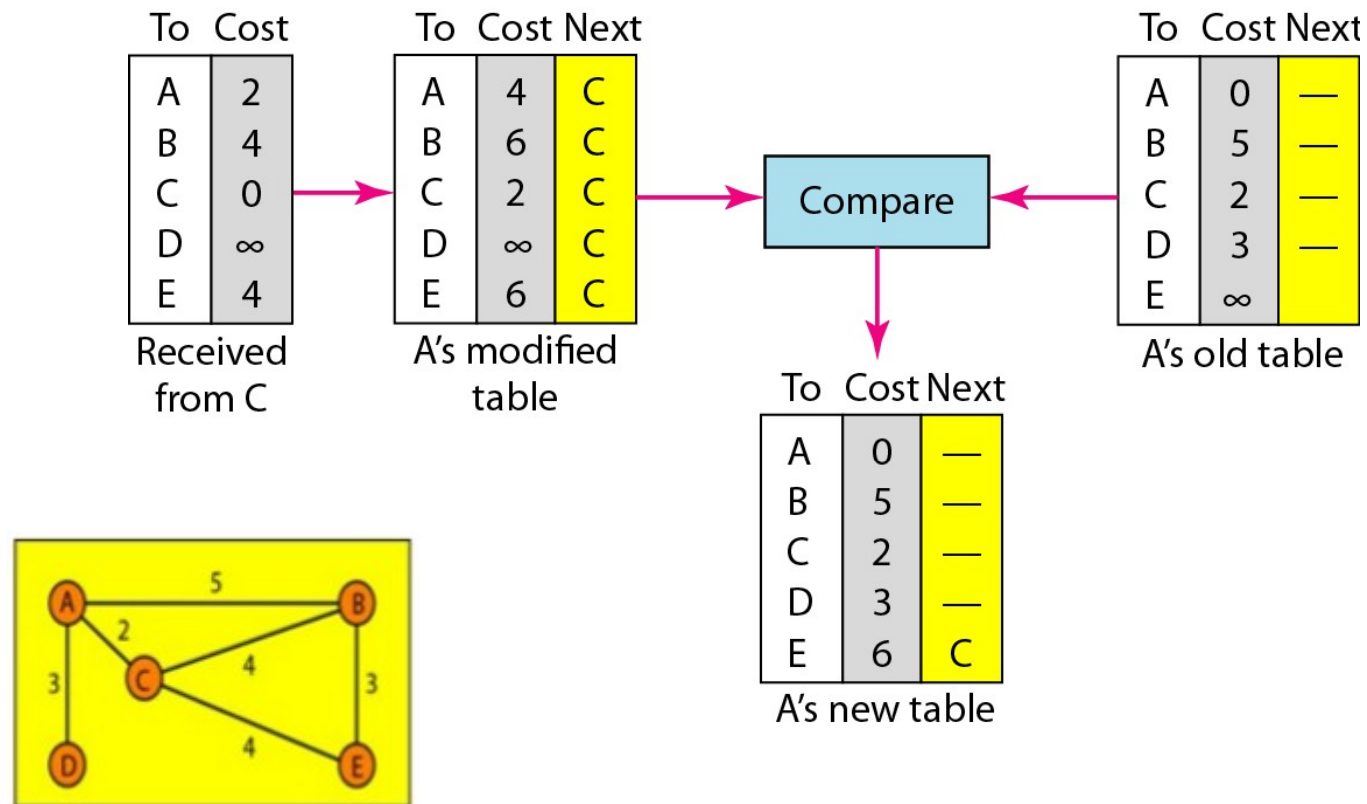 To Cost
A 2
B 4
C 0
D ∞
E 4
Received
from C
To Cost Next
A 4 C
B 6 C
C 2 C
D ∞ C
E 6 C
A's modified
table
Compare
To Cost Next
A 0 —
B 5 —
C 2 —
D 3 —
E ∞
A's old table
To Cost Next
A 0 —
B 5 —
C 2 —
D 3 —
E 6 C
A's new table
5
A B
2
4
3 C 3
4
D E